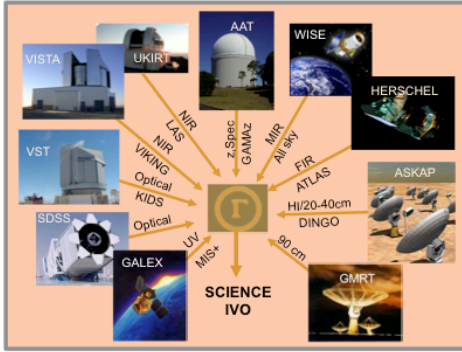 AAT
WISE
UKIRT
VISTA
HERSCHEL
NIR
LAS
z,Spec
GAMAz
MIR
All sky
NIR
VIKING
FIR
ATLAS
VST
ASKAP
Optical
KIDS
HI/20-40cm
DINGO
SDSS
Optical
UV
MIS+
90 cm
GALEX
GMRT
SCIENCE
IVO